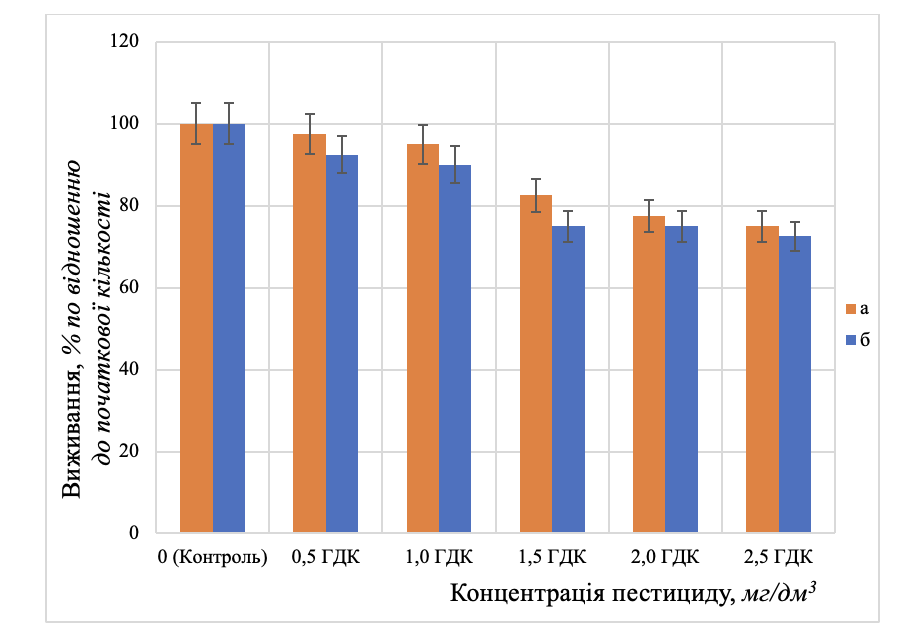 120
100
80
60
40
20
0
Виживання, % по відношенню
до початкової кількості
0 (Контроль)
0,5 ГДК
1,0 ГДК
1,5 ГДК
2,0 ГДК
2,5 ГДК
Концентрація пестициду, мг/дм³
а
б